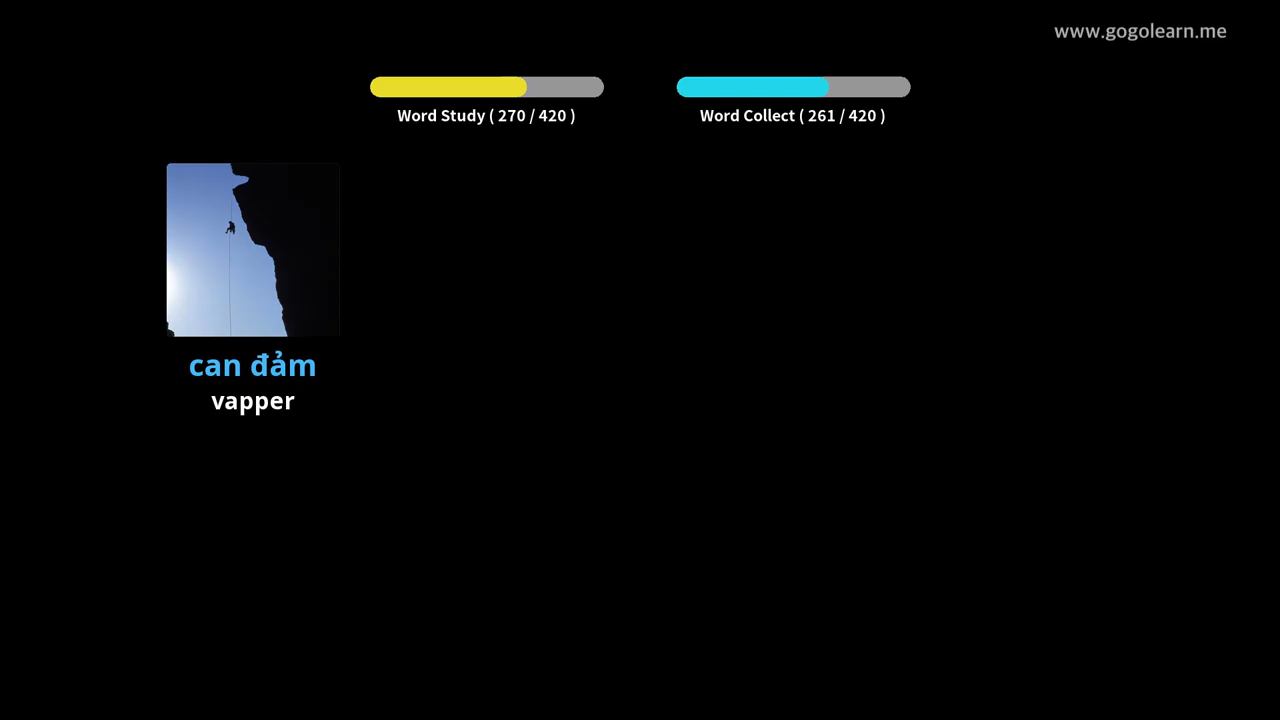 www.gogolearn.me
Word Study ( 270 / 420 )
Word Collect ( 261 / 420 )
can đảm
vapper